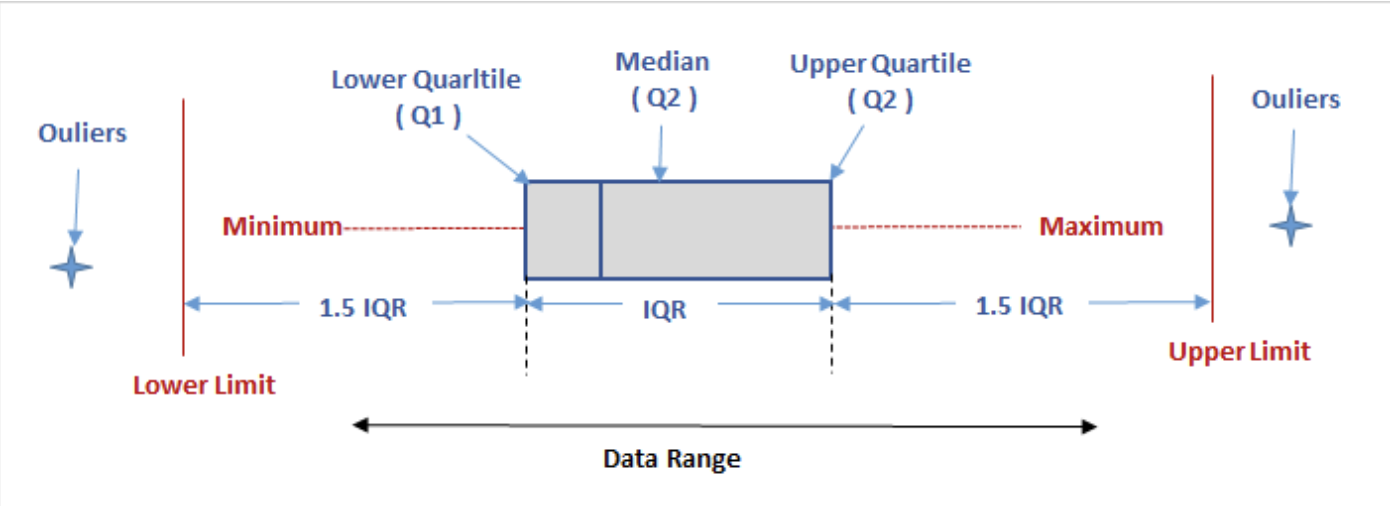 Lower Quarltile
( Q1 )
Median
( Q2 )
Upper Quartile
( Q2 )
Ouliers
Ouliers
Minimum
Maximum
1.5 IQR
IQR
1.5 IQR
Lower Limit
Upper Limit
Data Range